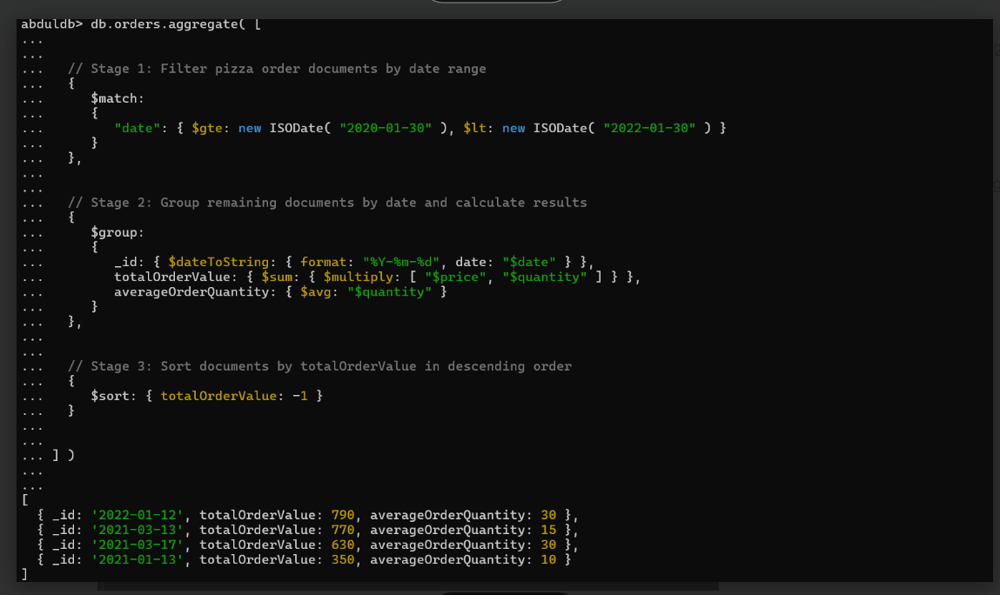 abduldb> db.orders.aggregate( [
...
...
...    // Stage 1: Filter pizza order documents by date range
...    {
...       $match:
...       {
...          "date": { $gte: new ISODate( "2020-01-30" ), $lt: new ISODate( "2022-01-30" ) }
...       }
...    },
...
...
...    // Stage 2: Group remaining documents by date and calculate results
...    {
...       $group:
...       {
...          _id: { $dateToString: { format: "%Y-%m-%d", date: "$date" } },
...          totalOrderValue: { $sum: { $multiply: [ "$price", "$quantity" ] } },
...          averageOrderQuantity: { $avg: "$quantity" }
...       }
...    },
...
...
...    // Stage 3: Sort documents by totalOrderValue in descending order
...    {
...       $sort: { totalOrderValue: -1 }
...    }
...
...
... ] )
...
...
[
  { _id: '2022-01-12', totalOrderValue: 790, averageOrderQuantity: 30 },
  { _id: '2021-03-13', totalOrderValue: 770, averageOrderQuantity: 15 },
  { _id: '2021-03-17', totalOrderValue: 630, averageOrderQuantity: 30 },
  { _id: '2021-01-13', totalOrderValue: 350, averageOrderQuantity: 10 }
]